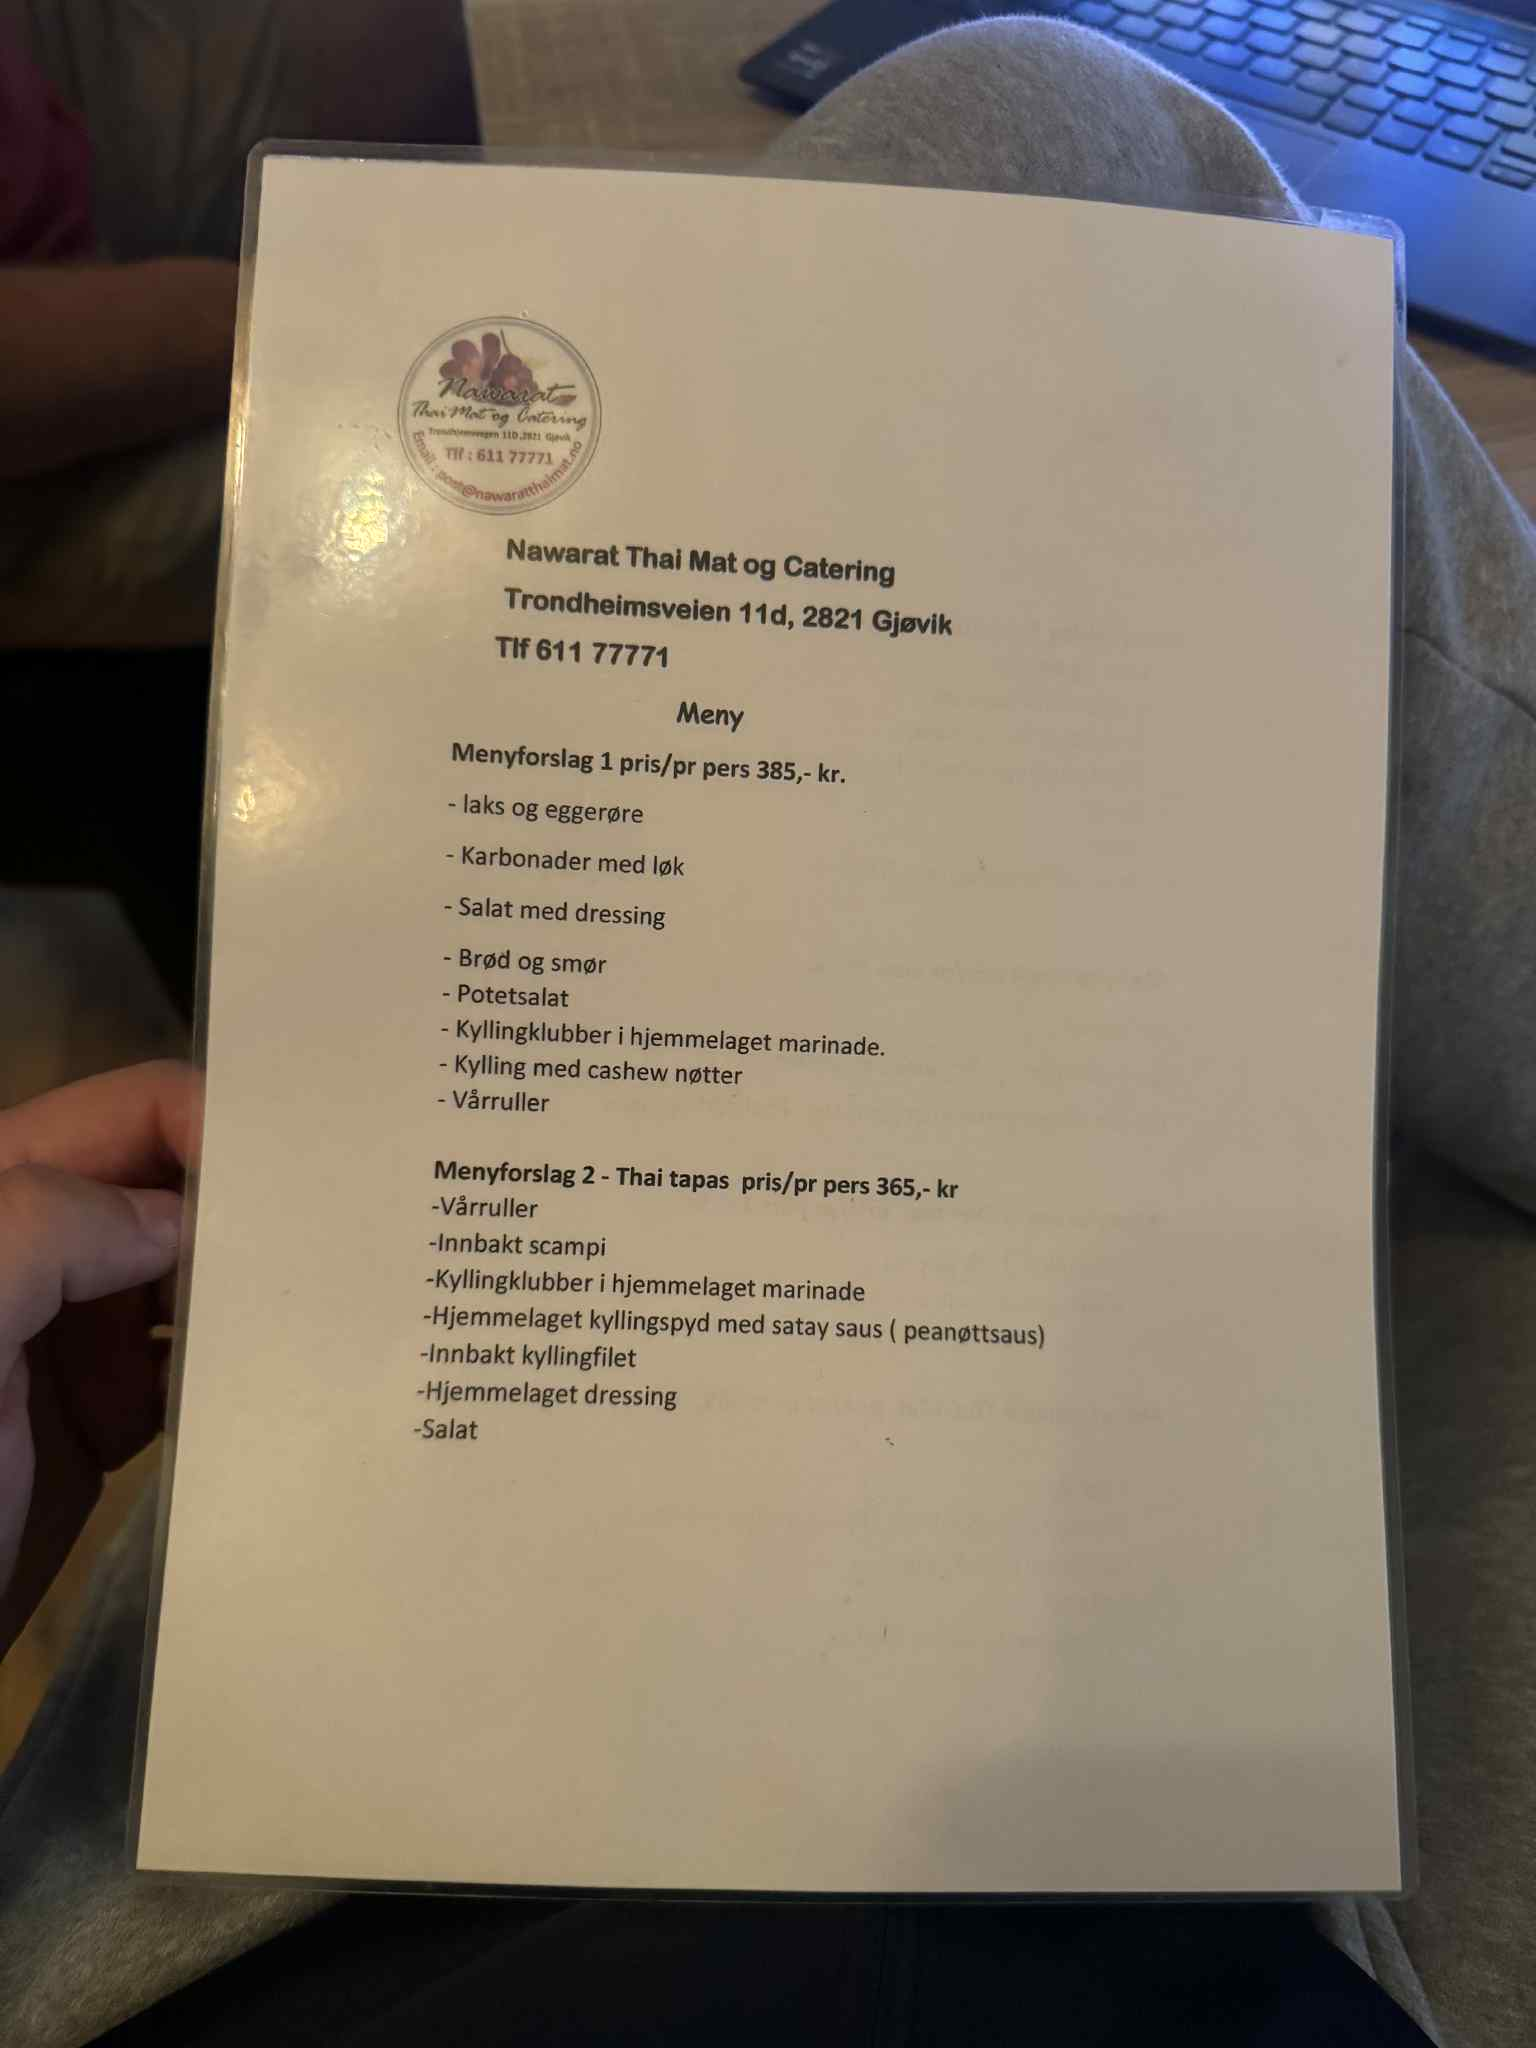 Nawarat
Thai Mat og Catering
Trondhjemsvegen 11D ,2821 Gjøvik
Tlf : 611 77771
Email : post@nawaratthaimat.no
Nawarat Thai Mat og Catering
Trondheimsveien 11d, 2821 Gjøvik
Tlf 611 77771
Meny
Menyforslag 1 pris/pr pers 385,- kr.
- laks og eggerøre
- Karbonader med løk
- Salat med dressing
- Brød og smør
- Potetsalat
- Kyllingklubber i hjemmelaget marinade.
- Kylling med cashew nøtter
- Vårruller
Menyforslag 2 - Thai tapas  pris/pr pers 365,- kr
-Vårruller
-Innbakt scampi
-Kyllingklubber i hjemmelaget marinade
-Hjemmelaget kyllingspyd med satay saus ( peanøttsaus)
-Innbakt kyllingfilet
-Hjemmelaget dressing
-Salat